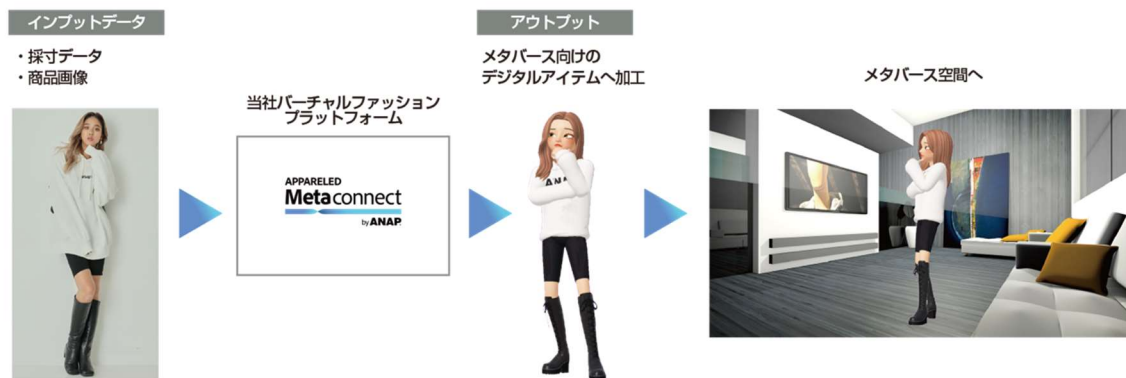 インプットデータ
・採寸データ
・商品画像
当社バーチャルファッション
プラットフォーム
APPARELED
Metaconnect
by ANAP
アウトプット
メタバース向けの
デジタルアイテムへ加工
ANAP
メタバース空間へ